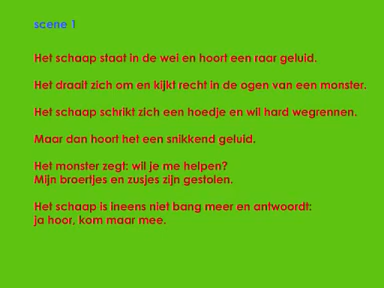 scene 1
Het schaap staat in de wei en hoort een raar geluid.
Het draait zich om en kijkt recht in de ogen van een monster.
Het schaap schrikt zich een hoedje en wil hard wegrennen.
Maar dan hoort het een snikkend geluid.
Het monster zegt: wil je me helpen?
Mijn broertjes en zusjes zijn gestolen.
Het schaap is ineens niet bang meer en antwoordt:
ja hoor, kom maar mee.